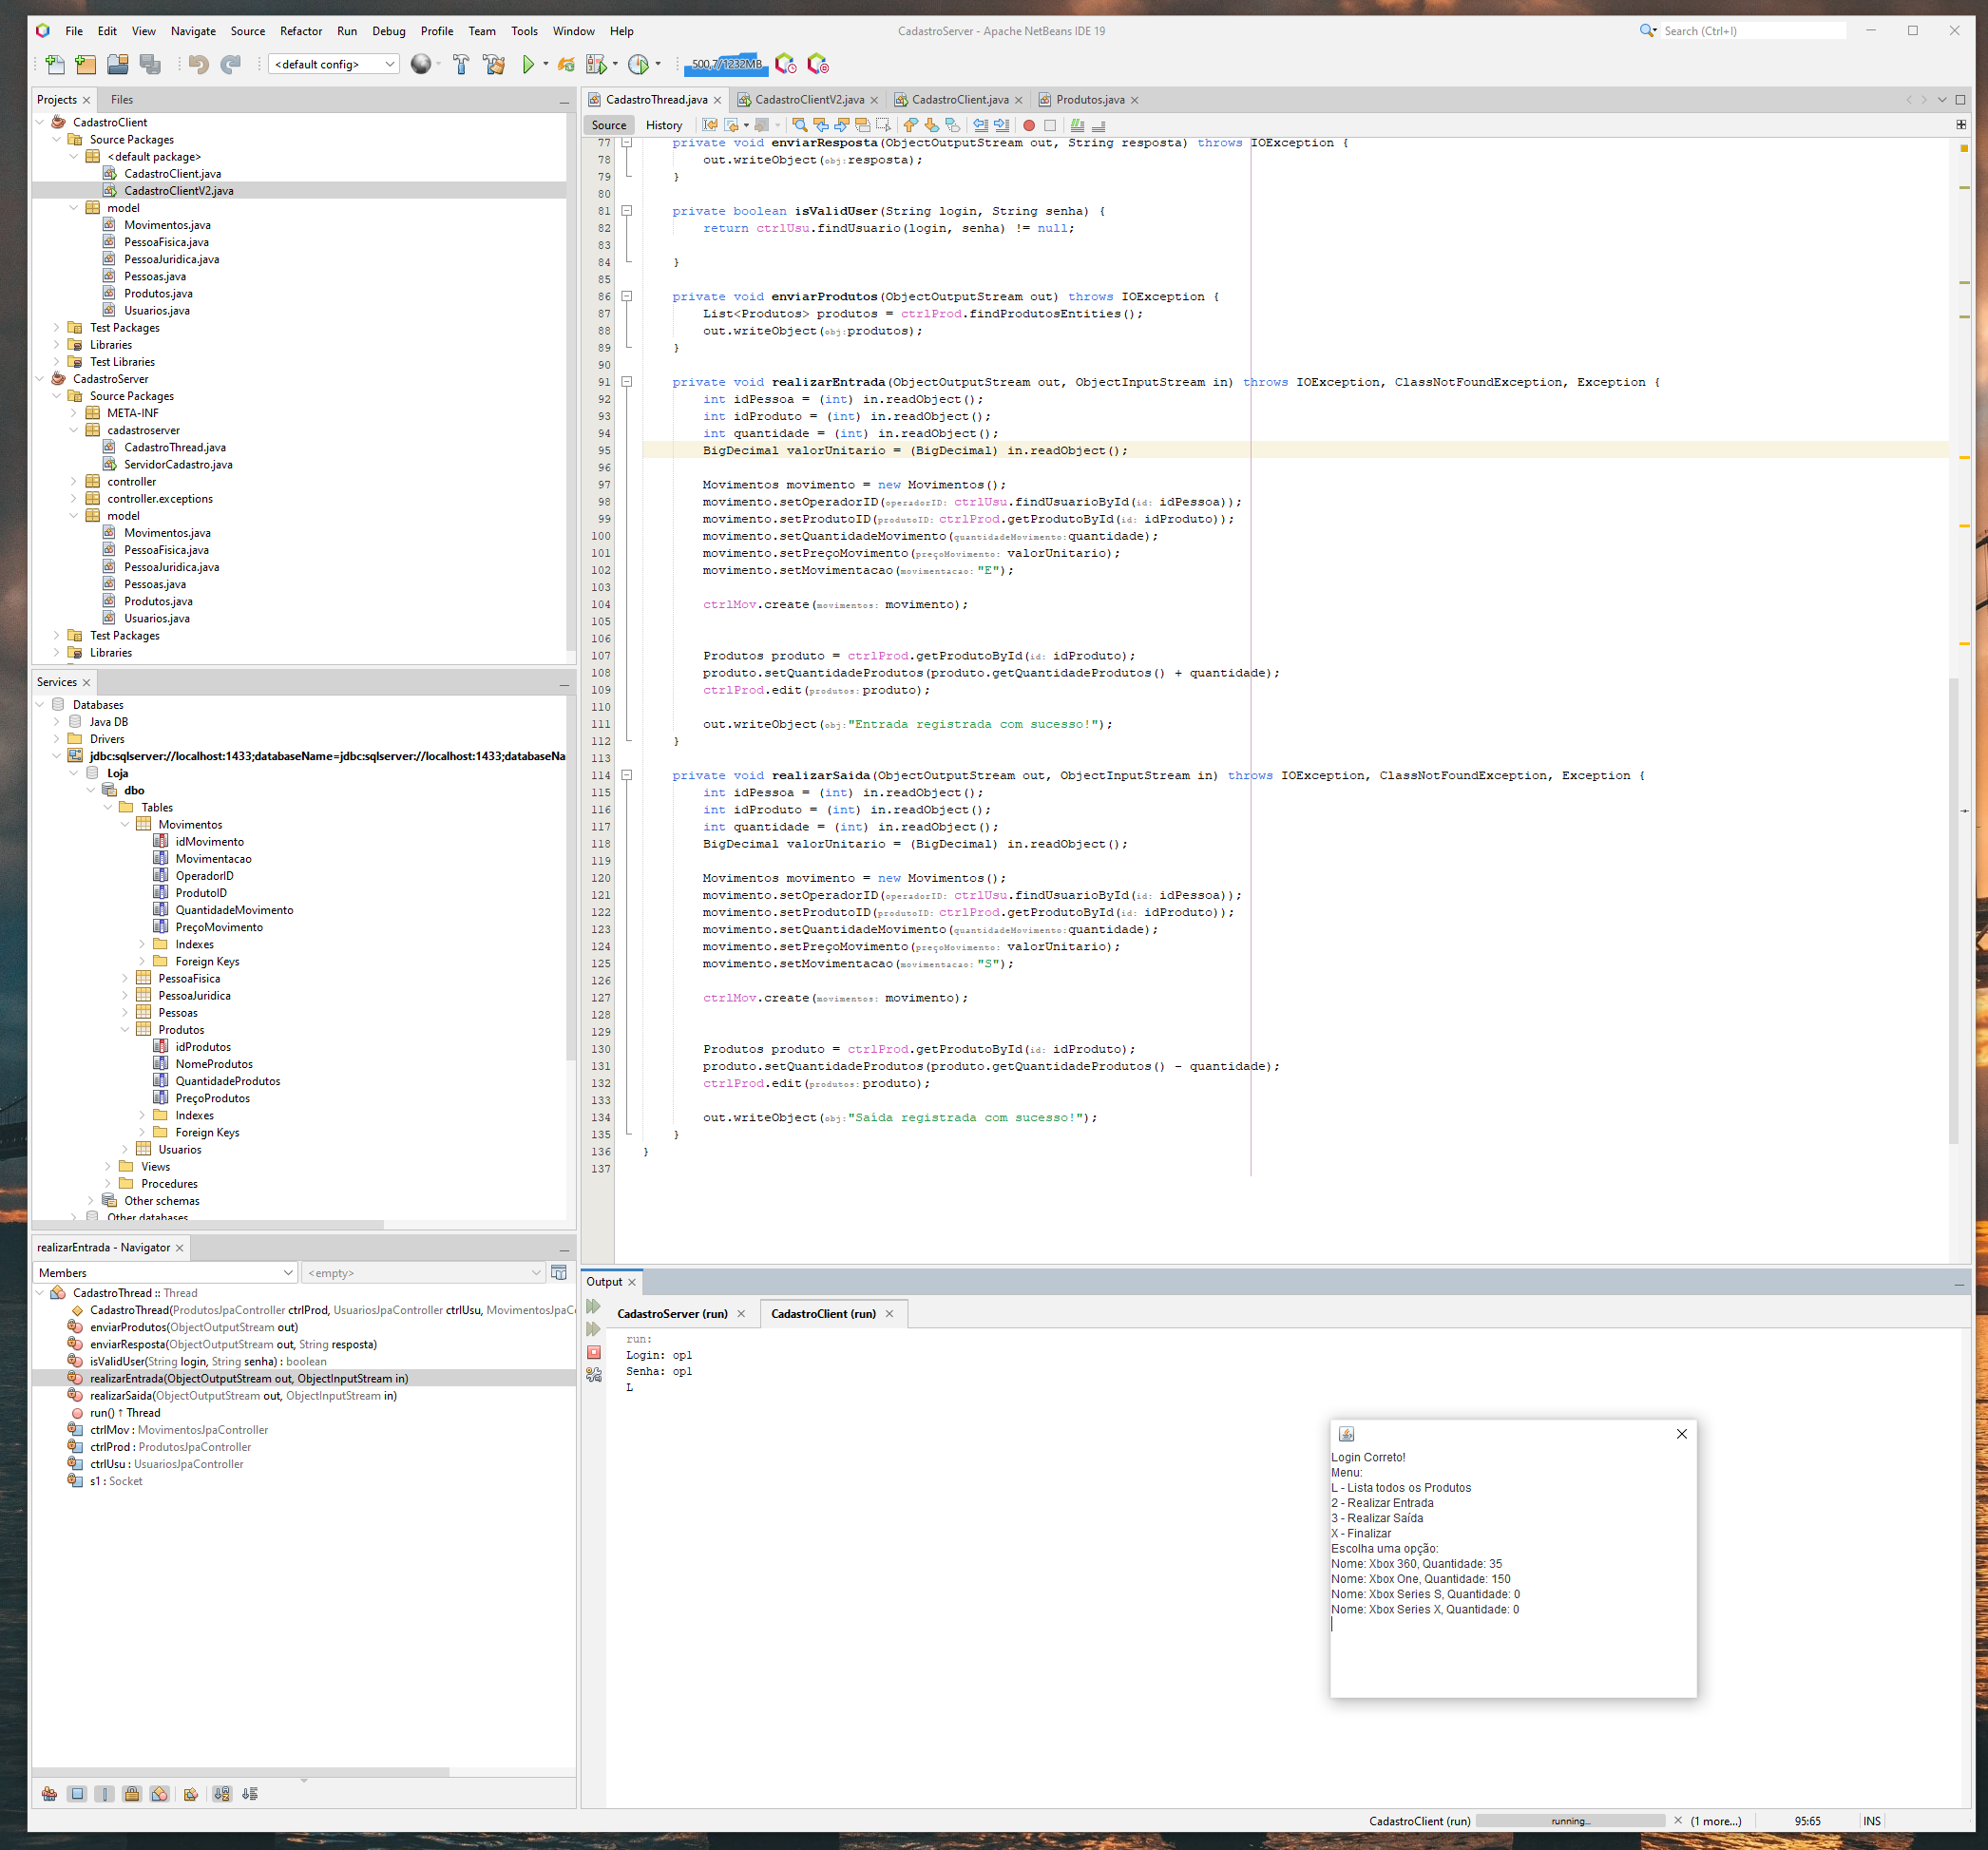 File Edit View Navigate Source Refactor Run Debug Profile Team Tools Window Help
CadastroServer - Apache NetBeans IDE 19
Search (Ctrl+I)
<default config>
500,7/1232MB
Projects
Files
CadastroClient
Source Packages
<default package>
CadastroClient.java
CadastroClientV2.java
model
Movimentos.java
PessoaFisica.java
PessoaJuridica.java
Pessoas.java
Produtos.java
Usuarios.java
Test Packages
Libraries
Test Libraries
CadastroServer
Source Packages
META-INF
cadastroserver
CadastroThread.java
ServidorCadastro.java
controller
controller.exceptions
model
Movimentos.java
PessoaFisica.java
PessoaJuridica.java
Pessoas.java
Produtos.java
Usuarios.java
Test Packages
Libraries
Services
Databases
Java DB
Drivers
jdbc:sqlserver://localhost:1433;databaseName=jdbc:sqlserver://localhost:1433;databaseNa
Loja
dbo
Tables
Movimentos
idMovimento
Movimentacao
OperadorID
ProdutoID
QuantidadeMovimento
PreçoMovimento
Indexes
Foreign Keys
PessoaFisica
PessoaJuridica
Pessoas
Produtos
idProdutos
NomeProdutos
QuantidadeProdutos
PreçoProdutos
Indexes
Foreign Keys
Usuarios
Views
Procedures
Other schemas
Other databases
realizarEntrada - Navigator
Members
<empty>
CadastroThread :: Thread
CadastroThread(ProdutosJpaController ctrlProd, UsuariosJpaController ctrlUsu, MovimentosJpaC
enviarProdutos(ObjectOutputStream out)
enviarResposta(ObjectOutputStream out, String resposta)
isValidUser(String login, String senha) : boolean
realizarEntrada(ObjectOutputStream out, ObjectInputStream in)
realizarSaida(ObjectOutputStream out, ObjectInputStream in)
run() ↑ Thread
ctrlMov : MovimentosJpaController
ctrlProd : ProdutosJpaController
ctrlUsu : UsuariosJpaController
s1 : Socket
CadastroThread.java
CadastroClientV2.java
CadastroClient.java
Produtos.java
Source
History
77 private void enviarResposta(ObjectOutputStream out, String resposta) throws IOException {
78 out.writeObject(obj:resposta);
79 }
80
81 private boolean isValidUser(String login, String senha) {
82 return ctrlUsu.findUsuario(login, senha) != null;
83
84 }
85
86 private void enviarProdutos(ObjectOutputStream out) throws IOException {
87 List<Produtos> produtos = ctrlProd.findProdutosEntities();
88 out.writeObject(obj:produtos);
89 }
90
91 private void realizarEntrada(ObjectOutputStream out, ObjectInputStream in) throws IOException, ClassNotFoundException, Exception {
92 int idPessoa = (int) in.readObject();
93 int idProduto = (int) in.readObject();
94 int quantidade = (int) in.readObject();
95 BigDecimal valorUnitario = (BigDecimal) in.readObject();
96
97 Movimentos movimento = new Movimentos();
98 movimento.setOperadorID(operadorID: ctrlUsu.findUsuarioById(id: idPessoa));
99 movimento.setProdutoID(produtoID: ctrlProd.getProdutoById(id: idProduto));
100 movimento.setQuantidadeMovimento(quantidadeMovimento:quantidade);
101 movimento.setPreçoMovimento(preçoMovimento: valorUnitario);
102 movimento.setMovimentacao(movimentacao: "E");
103
104 ctrlMov.create(movimentos: movimento);
105
106
107 Produtos produto = ctrlProd.getProdutoById(id: idProduto);
108 produto.setQuantidadeProdutos(produto.getQuantidadeProdutos() + quantidade);
109 ctrlProd.edit(produtos:produto);
110
111 out.writeObject(obj:"Entrada registrada com sucesso!");
112 }
113
114 private void realizarSaida(ObjectOutputStream out, ObjectInputStream in) throws IOException, ClassNotFoundException, Exception {
115 int idPessoa = (int) in.readObject();
116 int idProduto = (int) in.readObject();
117 int quantidade = (int) in.readObject();
118 BigDecimal valorUnitario = (BigDecimal) in.readObject();
119
120 Movimentos movimento = new Movimentos();
121 movimento.setOperadorID(operadorID: ctrlUsu.findUsuarioById(id: idPessoa));
122 movimento.setProdutoID(produtoID: ctrlProd.getProdutoById(id: idProduto));
123 movimento.setQuantidadeMovimento(quantidadeMovimento:quantidade);
124 movimento.setPreçoMovimento(preçoMovimento: valorUnitario);
125 movimento.setMovimentacao(movimentacao: "S");
126
127 ctrlMov.create(movimentos: movimento);
128
129
130 Produtos produto = ctrlProd.getProdutoById(id: idProduto);
131 produto.setQuantidadeProdutos(produto.getQuantidadeProdutos() - quantidade);
132 ctrlProd.edit(produtos:produto);
133
134 out.writeObject(obj:"Saída registrada com sucesso!");
135 }
136 }
137
Output
CadastroServer (run)
CadastroClient (run)
run:
Login: op1
Senha: op1
L
Login Correto!
Menu:
L - Lista todos os Produtos
2 - Realizar Entrada
3 - Realizar Saída
X - Finalizar
Escolha uma opção:
Nome: Xbox 360, Quantidade: 35
Nome: Xbox One, Quantidade: 150
Nome: Xbox Series S, Quantidade: 0
Nome: Xbox Series X, Quantidade: 0
CadastroClient (run)
running...
(1 more...)
95:65
INS